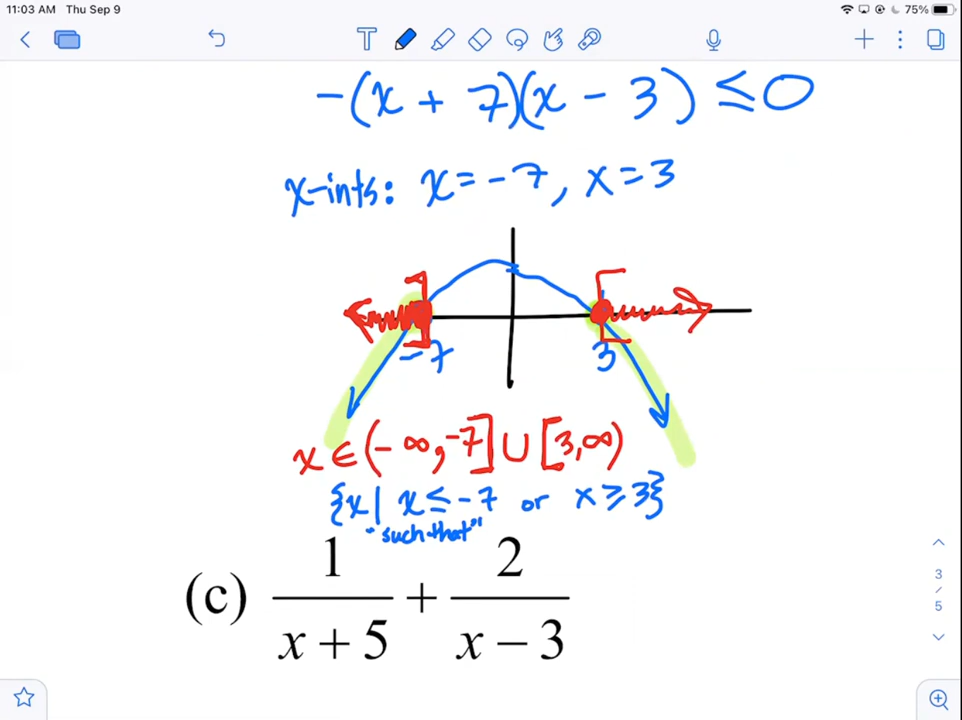 11:03 AM Thu Sep 9 75%
T
-(x + 7)(x - 3) ≤ 0
x-ints: x = -7, x = 3
-7 3
x ∈ (-∞, -7] ∪ [3, ∞)
{x | x ≤ -7 or x ≥ 3}
"such that"
(c) 1/(x + 5) + 2/(x - 3)
3
/
5